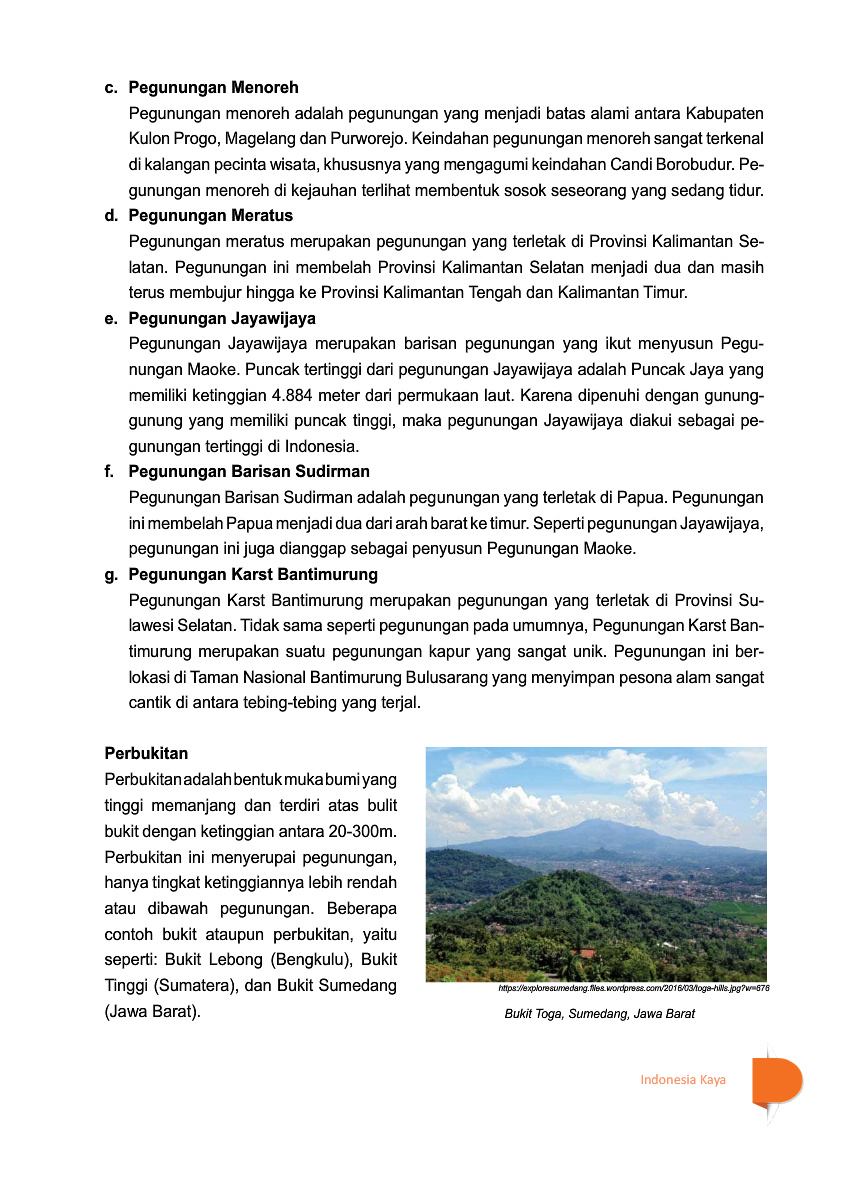 c. Pegunungan Menoreh
Pegunungan menoreh adalah pegunungan yang menjadi batas alami antara Kabupaten
Kulon Progo, Magelang dan Purworejo. Keindahan pegunungan menoreh sangat terkenal
di kalangan pecinta wisata, khususnya yang mengagumi keindahan Candi Borobudur. Pe-
gunungan menoreh di kejauhan terlihat membentuk sosok seseorang yang sedang tidur.
d. Pegunungan Meratus
Pegunungan meratus merupakan pegunungan yang terletak di Provinsi Kalimantan Se-
latan. Pegunungan ini membelah Provinsi Kalimantan Selatan menjadi dua dan masih
terus membujur hingga ke Provinsi Kalimantan Tengah dan Kalimantan Timur.
e. Pegunungan Jayawijaya
Pegunungan Jayawijaya merupakan barisan pegunungan yang ikut menyusun Pegu-
nungan Maoke. Puncak tertinggi dari pegunungan Jayawijaya adalah Puncak Jaya yang
memiliki ketinggian 4.884 meter dari permukaan laut. Karena dipenuhi dengan gunung-
gunung yang memiliki puncak tinggi, maka pegunungan Jayawijaya diakui sebagai pe-
gunungan tertinggi di Indonesia.
f. Pegunungan Barisan Sudirman
Pegunungan Barisan Sudirman adalah pegunungan yang terletak di Papua. Pegunungan
ini membelah Papua menjadi dua dari arah barat ke timur. Seperti pegunungan Jayawijaya,
pegunungan ini juga dianggap sebagai penyusun Pegunungan Maoke.
g. Pegunungan Karst Bantimurung
Pegunungan Karst Bantimurung merupakan pegunungan yang terletak di Provinsi Su-
lawesi Selatan. Tidak sama seperti pegunungan pada umumnya, Pegunungan Karst Ban-
timurung merupakan suatu pegunungan kapur yang sangat unik. Pegunungan ini ber-
lokasi di Taman Nasional Bantimurung Bulusarang yang menyimpan pesona alam sangat
cantik di antara tebing-tebing yang terjal.
Perbukitan
Perbukitan adalah bentuk muka bumi yang
tinggi memanjang dan terdiri atas bulit
bukit dengan ketinggian antara 20-300m.
Perbukitan ini menyerupai pegunungan,
hanya tingkat ketinggiannya lebih rendah
atau dibawah pegunungan. Beberapa
contoh bukit ataupun perbukitan, yaitu
seperti: Bukit Lebong (Bengkulu), Bukit
Tinggi (Sumatera), dan Bukit Sumedang
(Jawa Barat).
https://exploresumedang.files.wordpress.com/2016/03/toga-hills.jpg?w=676
Bukit Toga, Sumedang, Jawa Barat
Indonesia Kaya